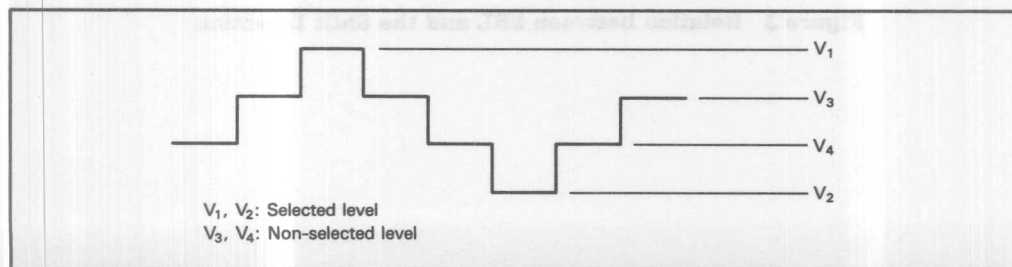 V₁
V₃
V₄
V₂
V₁, V₂: Selected level
V₃, V₄: Non-selected level